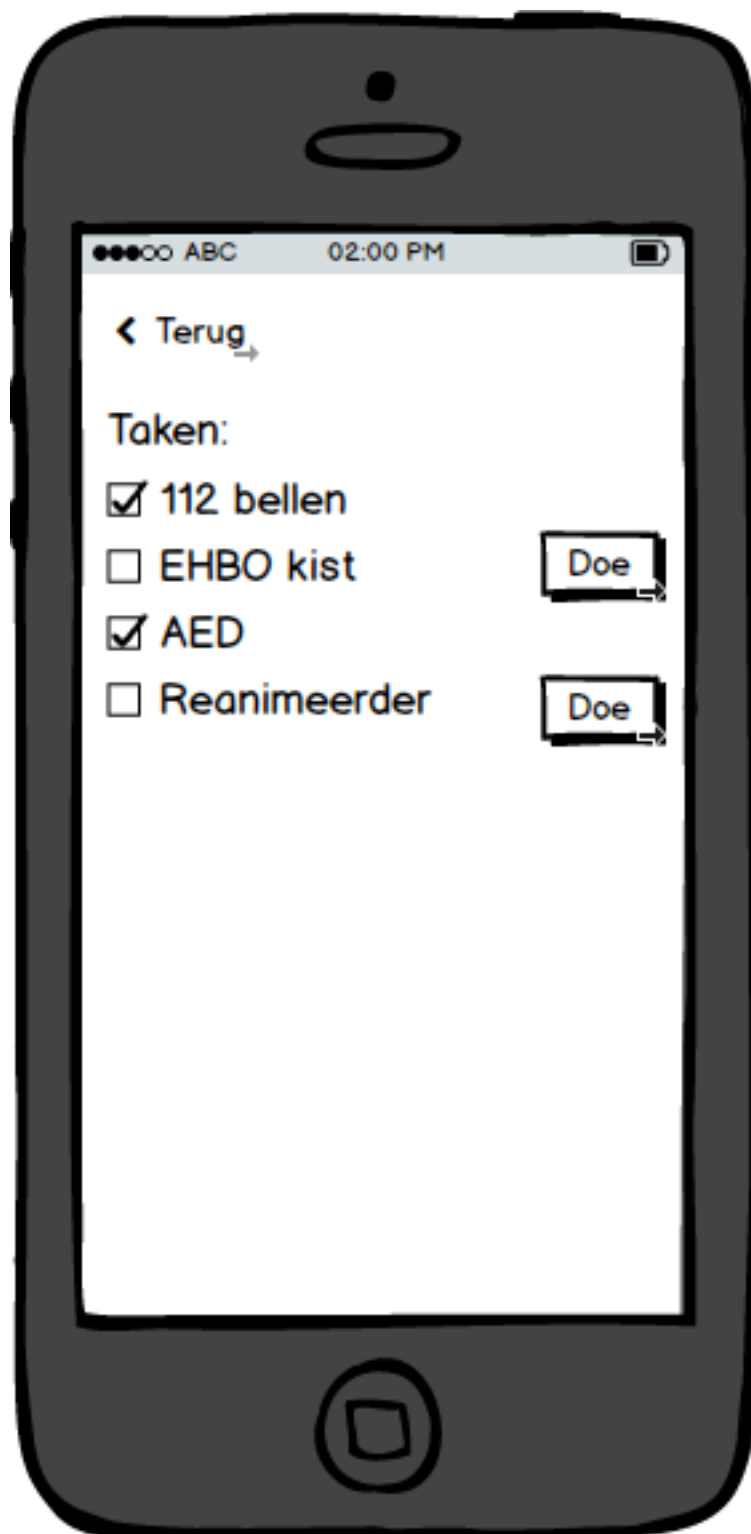 ABC 02:00 PM
Terug
Taken:
112 bellen
EHBO kist Doe
AED
Reanimeerder Doe